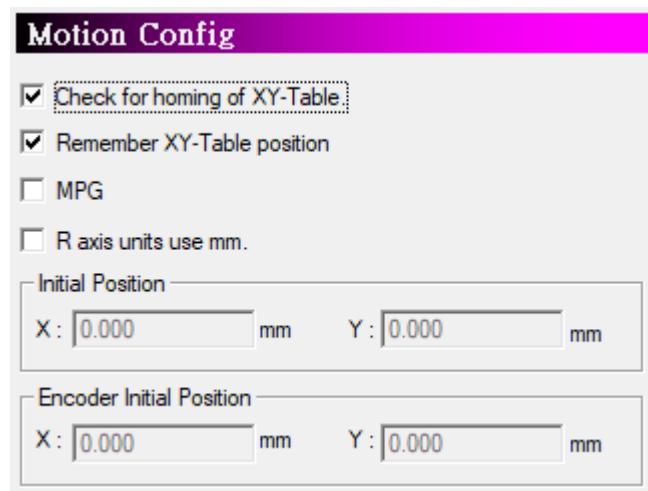 Motion Config
Check for homing of XY-Table.
Remember XY-Table position
MPG
R axis units use mm.
Initial Position
X : 0.000 mm Y : 0.000 mm
Encoder Initial Position
X : 0.000 mm Y : 0.000 mm